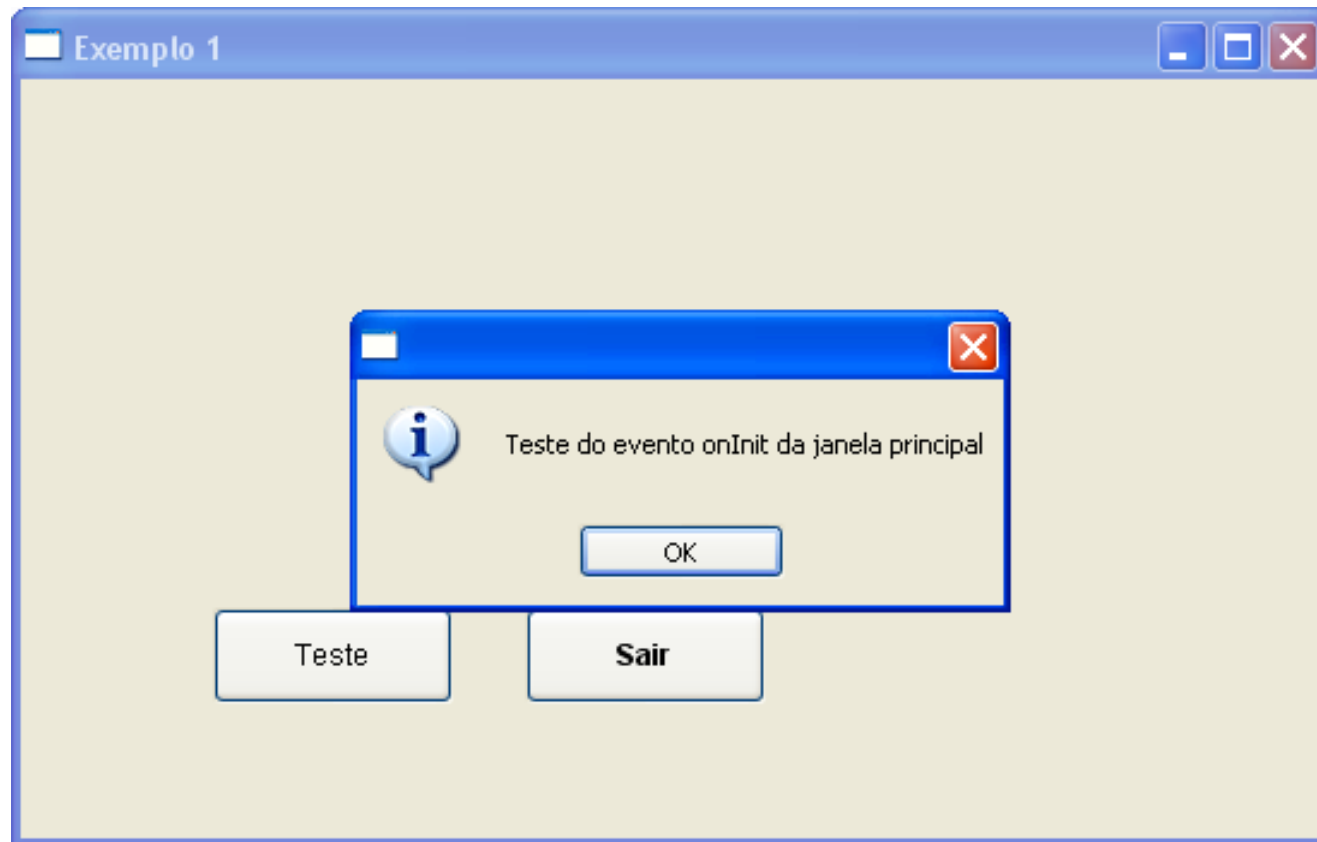 Exemplo 1
Teste do evento onInit da janela principal
OK
Teste
Sair